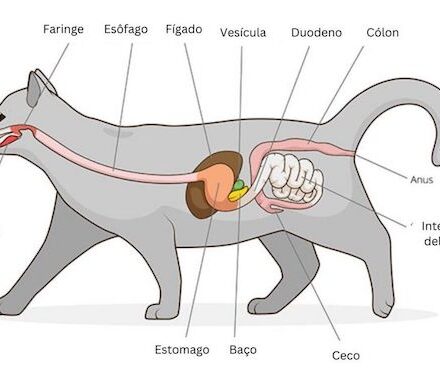 Faringe
Esôfago
Fígado
Vesícula
Duodeno
Cólon
Anus
Estomago
Baço
Ceco